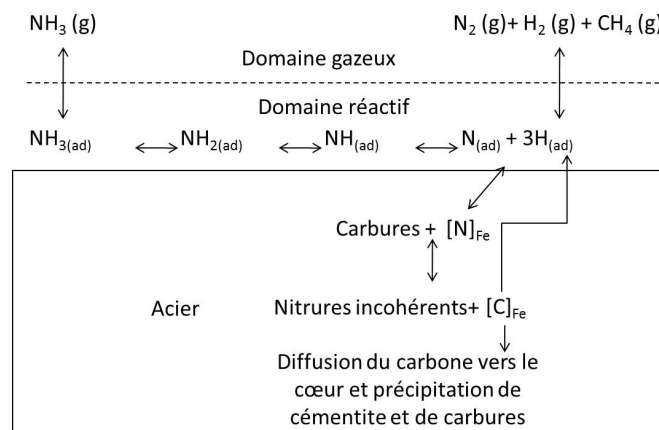 NH3 (g) N2 (g)+ H2 (g) + CH4 (g)
Domaine gazeux
Domaine réactif
NH3(ad) NH2(ad) NH(ad) N(ad) + 3H(ad)
Carbures + [N]Fe
Acier Nitrures incohérents+ [C]Fe
Diffusion du carbone vers le
cœur et précipitation de
cémentite et de carbures